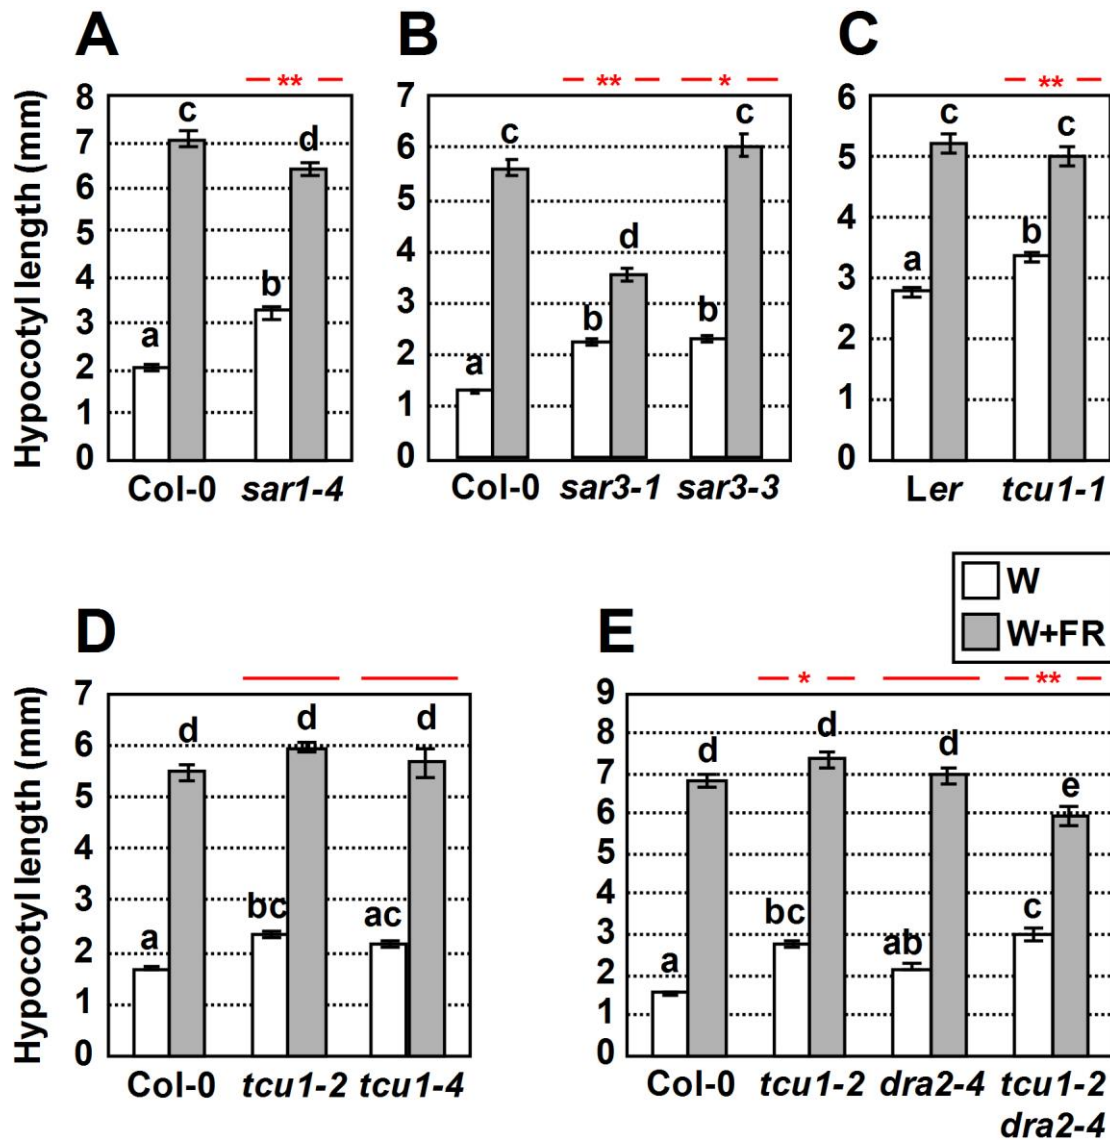 A
B
C
**
** *
**
Hypocotyl length (mm)
8
7
6
5
4
3
2
1
0
a
c
b
d
Col-0 sar1-4
7
6
5
4
3
2
1
0
a
c
b
d
b
c
Col-0 sar3-1 sar3-3
6
5
4
3
2
1
0
a
c
b
c
Ler tcu1-1
W
W+FR
D
E
Hypocotyl length (mm)
7
6
5
4
3
2
1
0
a
d
bc
d
ac
d
Col-0 tcu1-2 tcu1-4
* **
9
8
7
6
5
4
3
2
1
0
a
d
bc
d
ab
d
c
e
Col-0 tcu1-2 dra2-4 tcu1-2
dra2-4